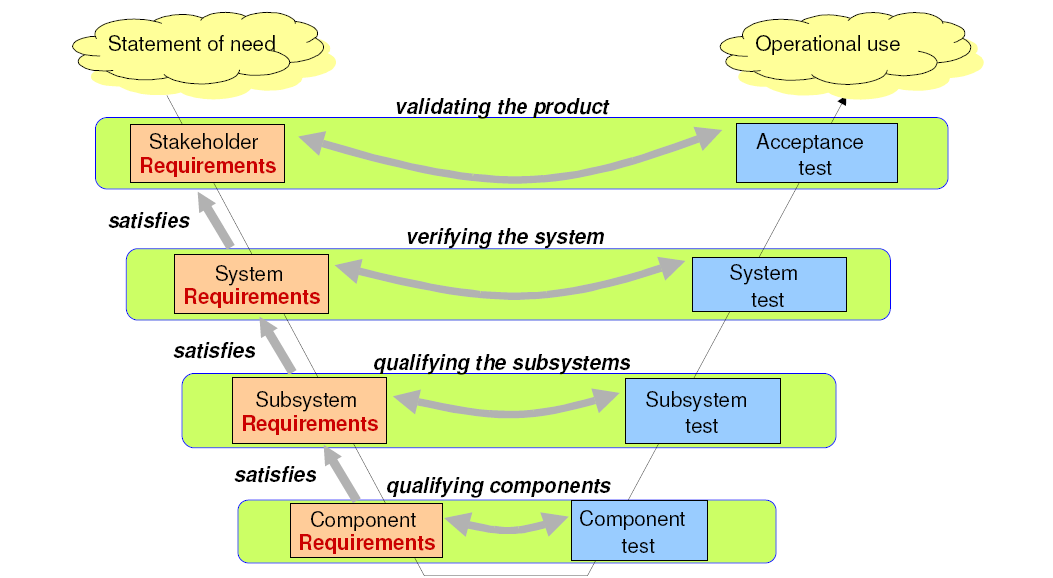 Statement of need
Operational use
validating the product
Stakeholder
Requirements
Acceptance
test
satisfies
verifying the system
System
Requirements
System
test
satisfies
qualifying the subsystems
Subsystem
Requirements
Subsystem
test
satisfies
qualifying components
Component
Requirements
Component
test